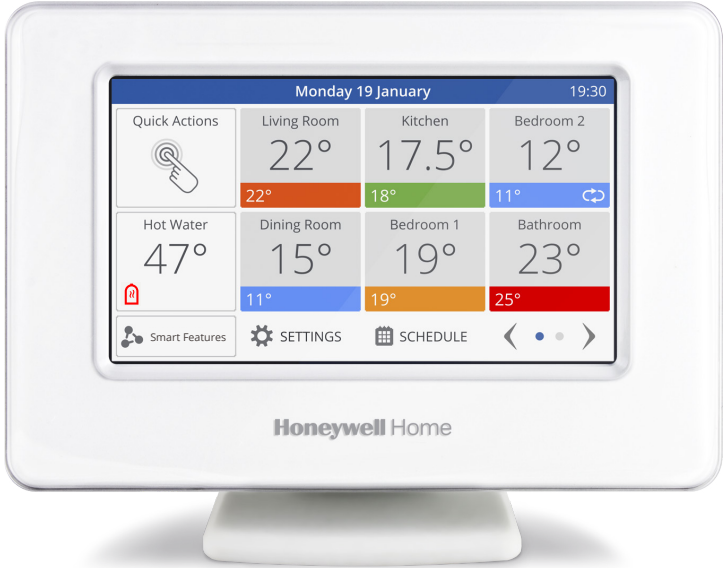 Monday 19 January 19:30
Quick Actions
Living Room
22°
22°
Kitchen
17.5°
18°
Bedroom 2
12°
11°
Hot Water
47°
Dining Room
15°
11°
Bedroom 1
19°
19°
Bathroom
23°
25°
Smart Features
SETTINGS
SCHEDULE
Honeywell Home